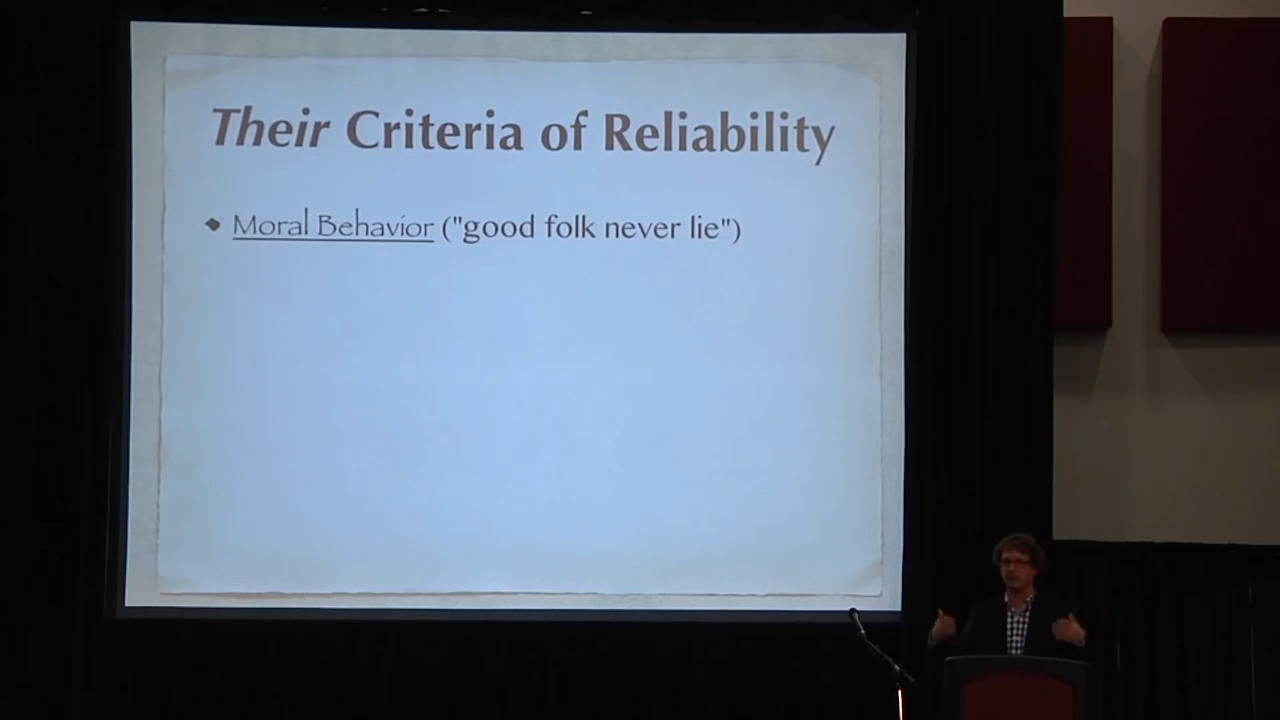 Their Criteria of Reliability
Moral Behavior ("good folk never lie")